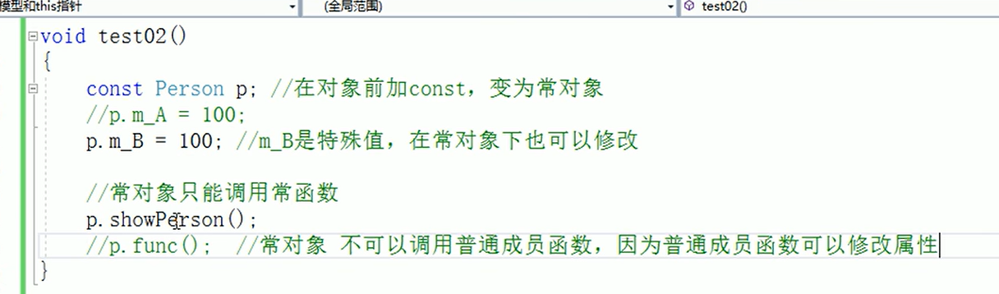 模型和this指针 (全局范围) test02()
void test02()
{
const Person p; //在对象前加const，变为常对象
//p.m_A = 100;
p.m_B = 100; //m_B是特殊值，在常对象下也可以修改
//常对象只能调用常函数
p.showPerson();
//p.func(); //常对象 不可以调用普通成员函数，因为普通成员函数可以修改属性
}